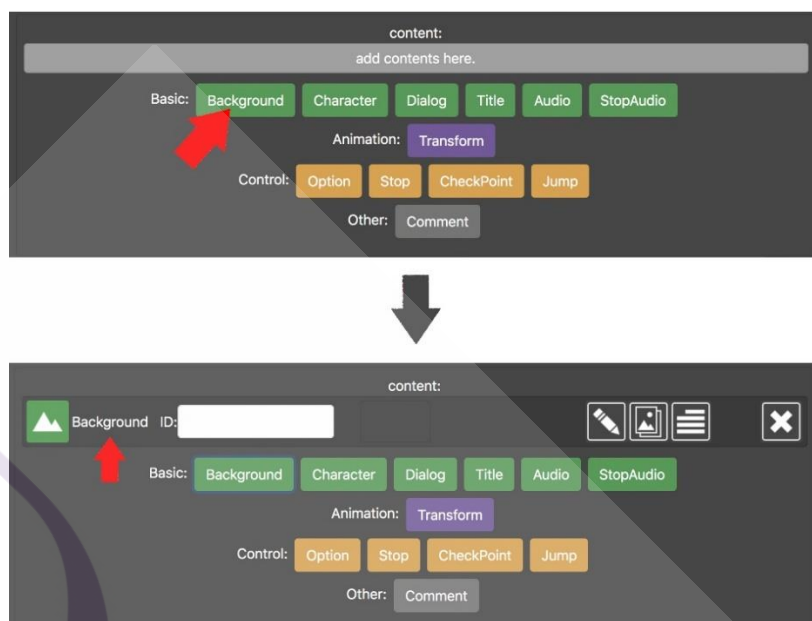 content:
add contents here.
Basic: Background Character Dialog Title Audio StopAudio
Animation: Transform
Control: Option Stop CheckPoint Jump
Other: Comment
content:
Background ID:
Basic: Background Character Dialog Title Audio StopAudio
Animation: Transform
Control: Option Stop CheckPoint Jump
Other: Comment